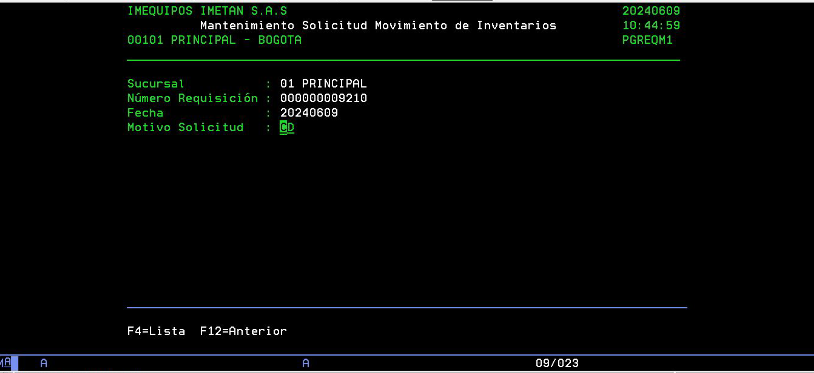 IMEQUIPOS IMETAN S.A.S 20240609
Mantenimiento Solicitud Movimiento de Inventarios 10:44:59
00101 PRINCIPAL - BOGOTA PGREQM1
Sucursal : 01 PRINCIPAL
Número Requisición : 000000009210
Fecha : 20240609
Motivo Solicitud : CD
F4=Lista F12=Anterior
MA A A 09/023